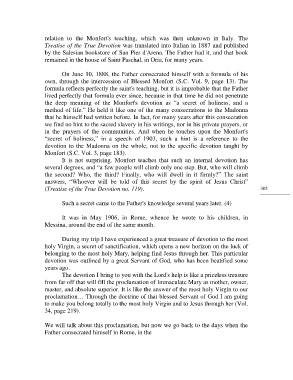 relation to the Monfort's teaching, which was then unknown in Italy. The
Treatise of the True Devotion was translated into Italian in 1887 and published
by the Salesian bookstore of San Pier d'Arena. The Father had it, and that book
remained in the house of Saint Paschal, in Oria, for many years.
On June 10, 1888, the Father consecrated himself with a formula of his
own, through the intercession of Blessed Monfort (S.C. Vol. 9, page 13). The
formula reflects perfectly the saint's teaching, but it is improbable that the Father
lived perfectly that formula ever since, because in that time he did not penetrate
the deep meaning of the Monfort's devotion as "a secret of holiness, and a
method of life." He held it like one of the many consecrations to the Madonna
that he himself had written before. In fact, for many years after this consecration
we find no hint to the sacred slavery in his writings, nor in his private prayers, or
in the prayers of the communities. And when he touches upon the Monfort's
"secret of holiness," in a speech of 1903, such a hint is a reference to the
devotion to the Madonna on the whole, not to the specific devotion taught by
Monfort (S.C. Vol. 3, page 183).
It is not surprising. Monfort teaches that such an internal devotion has
several degrees, and "a few people will climb only one step. But, who will climb
the second? Who, the third? Finally, who will dwell in it firmly?" The saint
answers, "Whoever will be told of this secret by the spirit of Jesus Christ"
(Treatise of the True Devotion no. 119).
Such a secret came to the Father's knowledge several years later. (4)
It was in May 1906, in Rome, whence he wrote to his children, in
Messina, around the end of the same month.
During my trip I have experienced a great treasure of devotion to the most
holy Virgin, a secret of sanctification, which opens a new horizon on the luck of
belonging to the most holy Mary, helping find Jesus through her. This particular
devotion was outlined by a great Servant of God, who has been beatified some
years ago.
The devotion I bring to you with the Lord's help is like a priceless treasure
from far off that will fill the proclamation of Immaculate Mary as mother, owner,
master, and absolute superior. It is like the answer of the most holy Virgin to our
proclamation... Through the doctrine of that blessed Servant of God I am going
to make you belong totally to the most holy Virgin and to Jesus through her (Vol.
34, page 219).
We will talk about this proclamation, but now we go back to the days when the
Father consecrated himself in Rome, in the